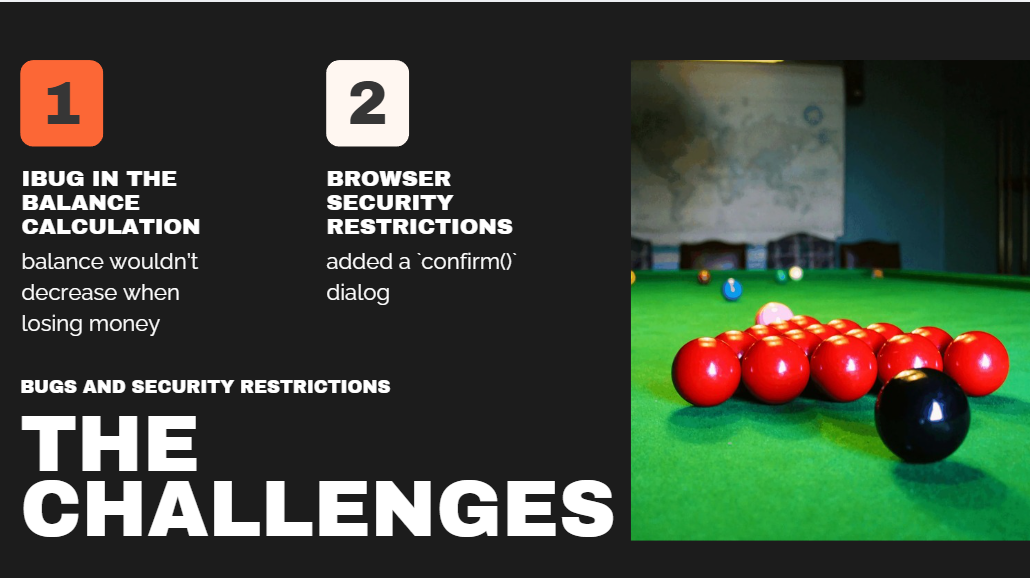 1
IBUG IN THE
BALANCE
CALCULATION
balance wouldn't
decrease when
losing money
2
BROWSER
SECURITY
RESTRICTIONS
added a `confirm()`
dialog
BUGS AND SECURITY RESTRICTIONS
THE
CHALLENGES